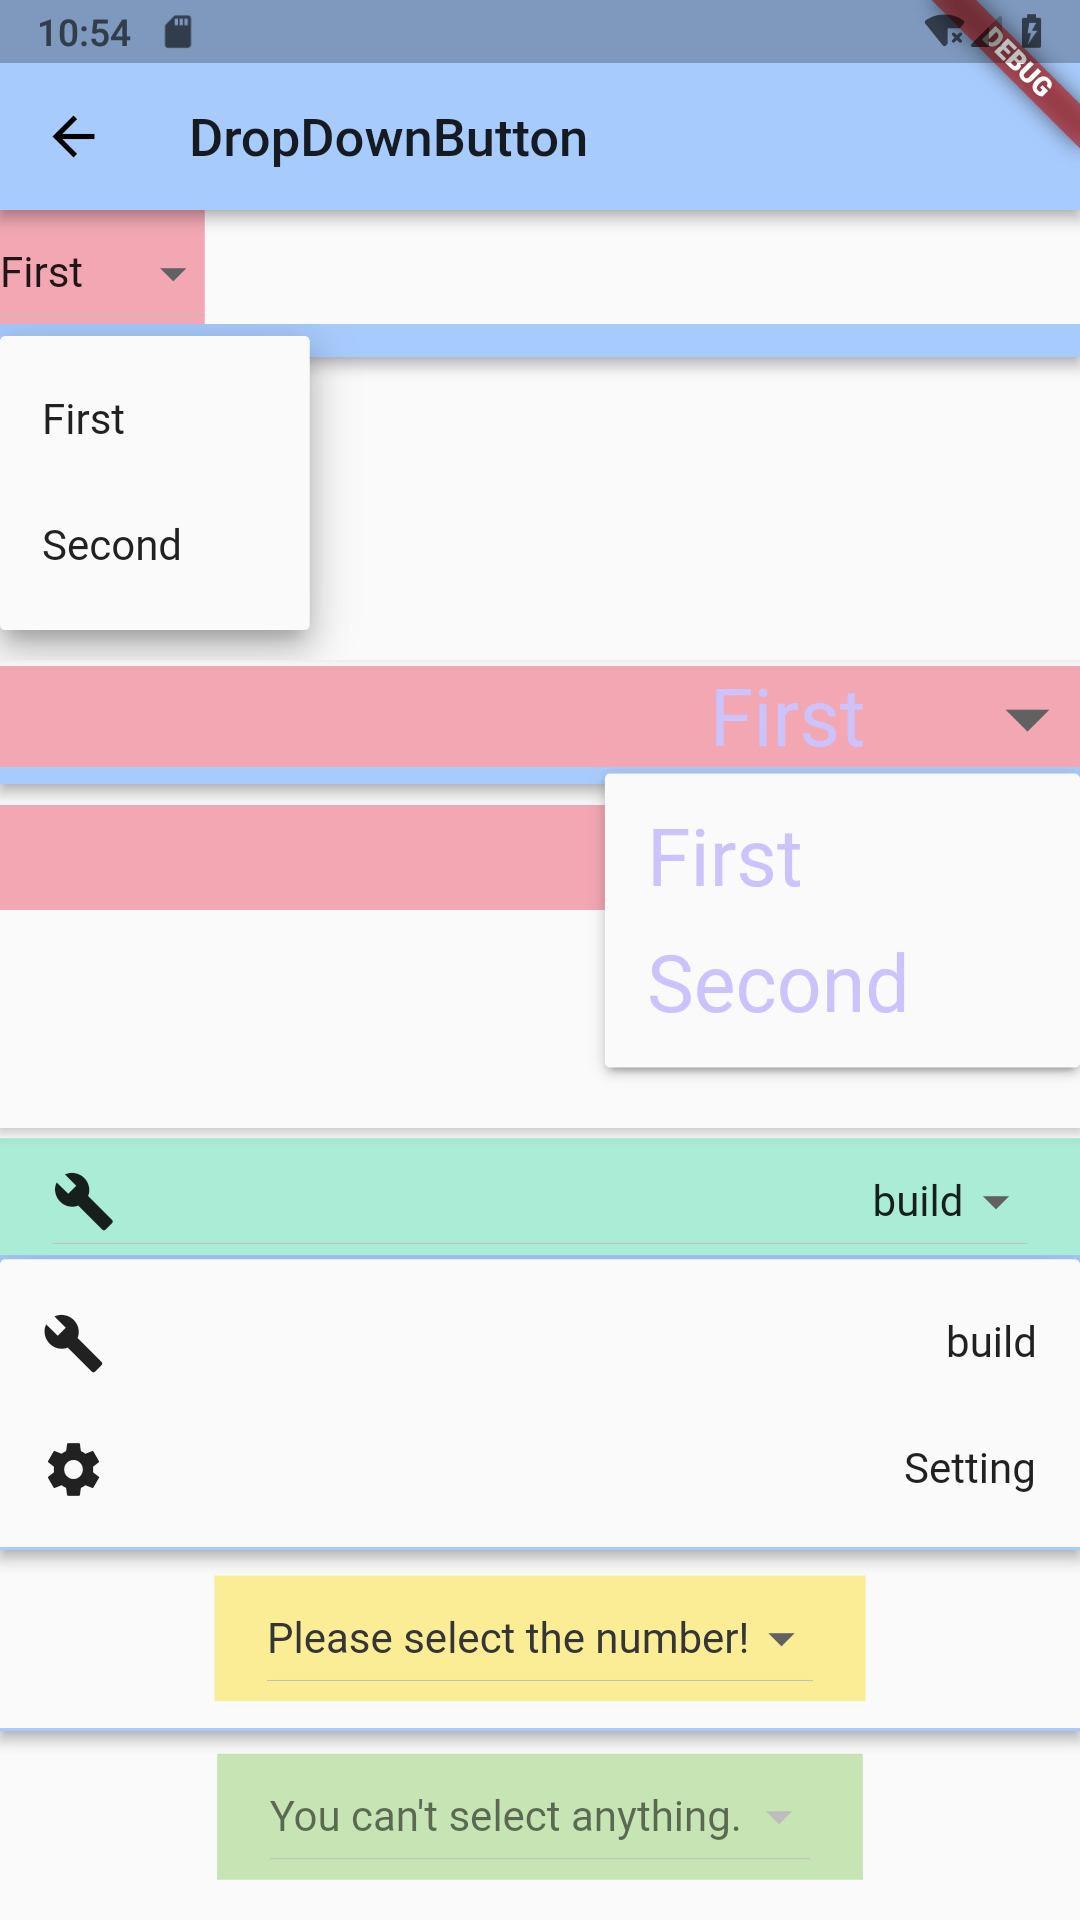 10:54
DEBUG
DropDownButton
First
First
Second
First
First
Second
build
build
Setting
Please select the number!
You can't select anything.